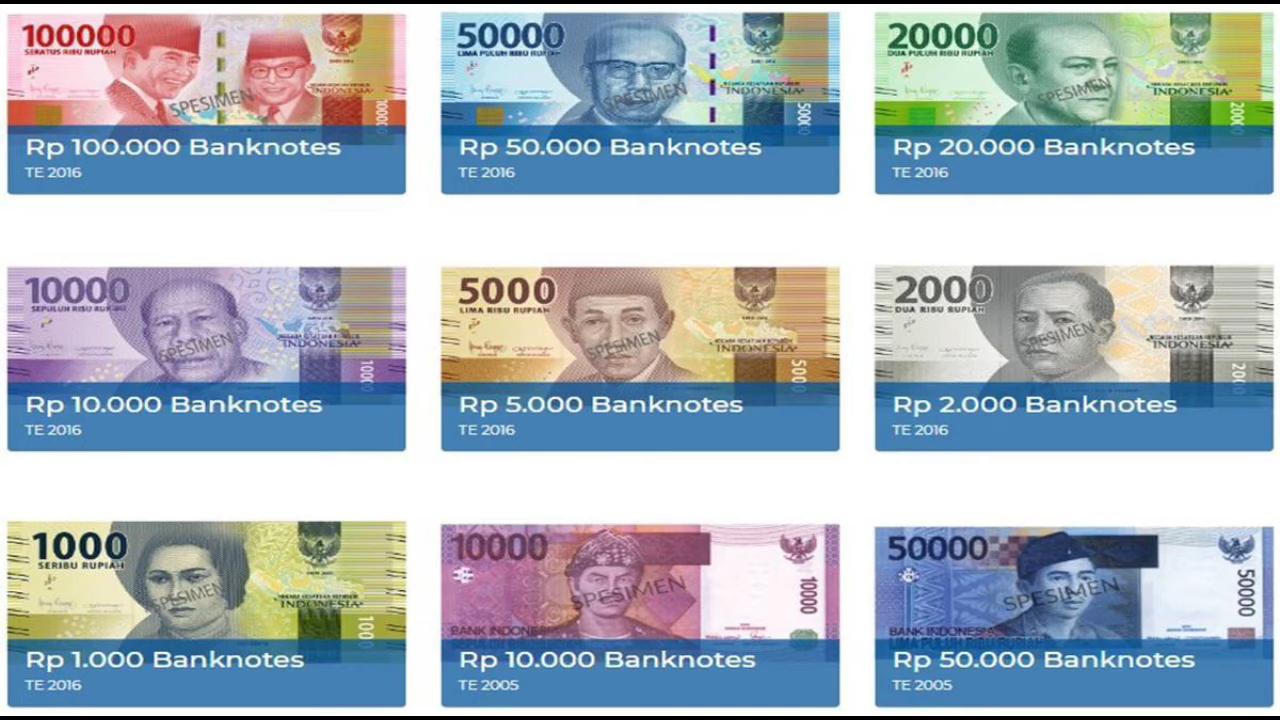 100000
SERATUS RIBU RUPIAH
SPESIMEN
INDONESIA
Rp 100.000 Banknotes
TE 2016
50000
LIMA PULUH RIBU RUPIAH
SPESIMEN
INDONESIA
50000
Rp 50.000 Banknotes
TE 2016
20000
DUA PULUH RIBU RUPIAH
SPESIMEN
INDONESIA
Rp 20.000 Banknotes
TE 2016
10000
SEPULUH RIBU RUPIAH
SPESIMEN
INDONESIA
Rp 10.000 Banknotes
TE 2016
5000
LIMA RIBU RUPIAH
SPESIMEN
INDONESIA
Rp 5.000 Banknotes
TE 2016
2000
DUA RIBU RUPIAH
SPESIMEN
INDONESIA
Rp 2.000 Banknotes
TE 2016
1000
SERIBU RUPIAH
SPESIMEN
INDONESIA
Rp 1.000 Banknotes
TE 2016
10000
SPESIMEN
10000
BANK INDONESIA
Rp 10.000 Banknotes
TE 2005
50000
SPESIMEN
50000
BANK INDONESIA
Rp 50.000 Banknotes
TE 2005